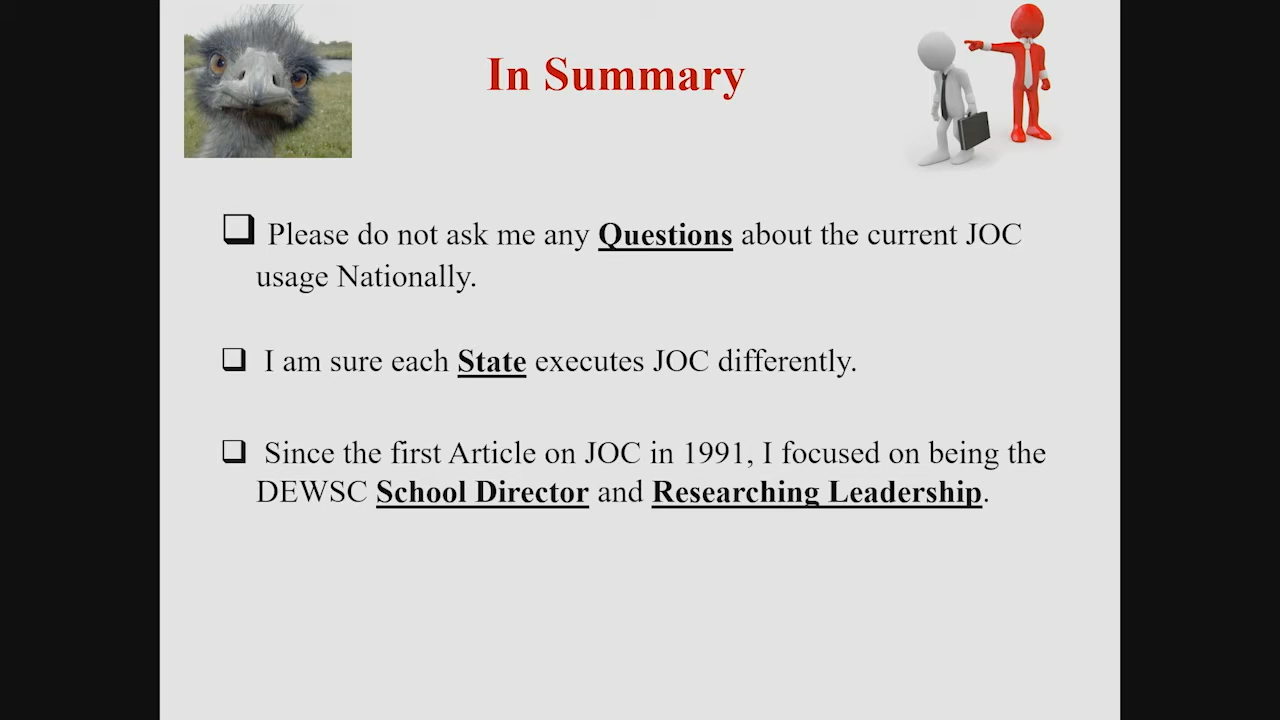 In Summary
Please do not ask me any Questions about the current JOC
usage Nationally.
I am sure each State executes JOC differently.
Since the first Article on JOC in 1991, I focused on being the
DEWSC School Director and Researching Leadership.